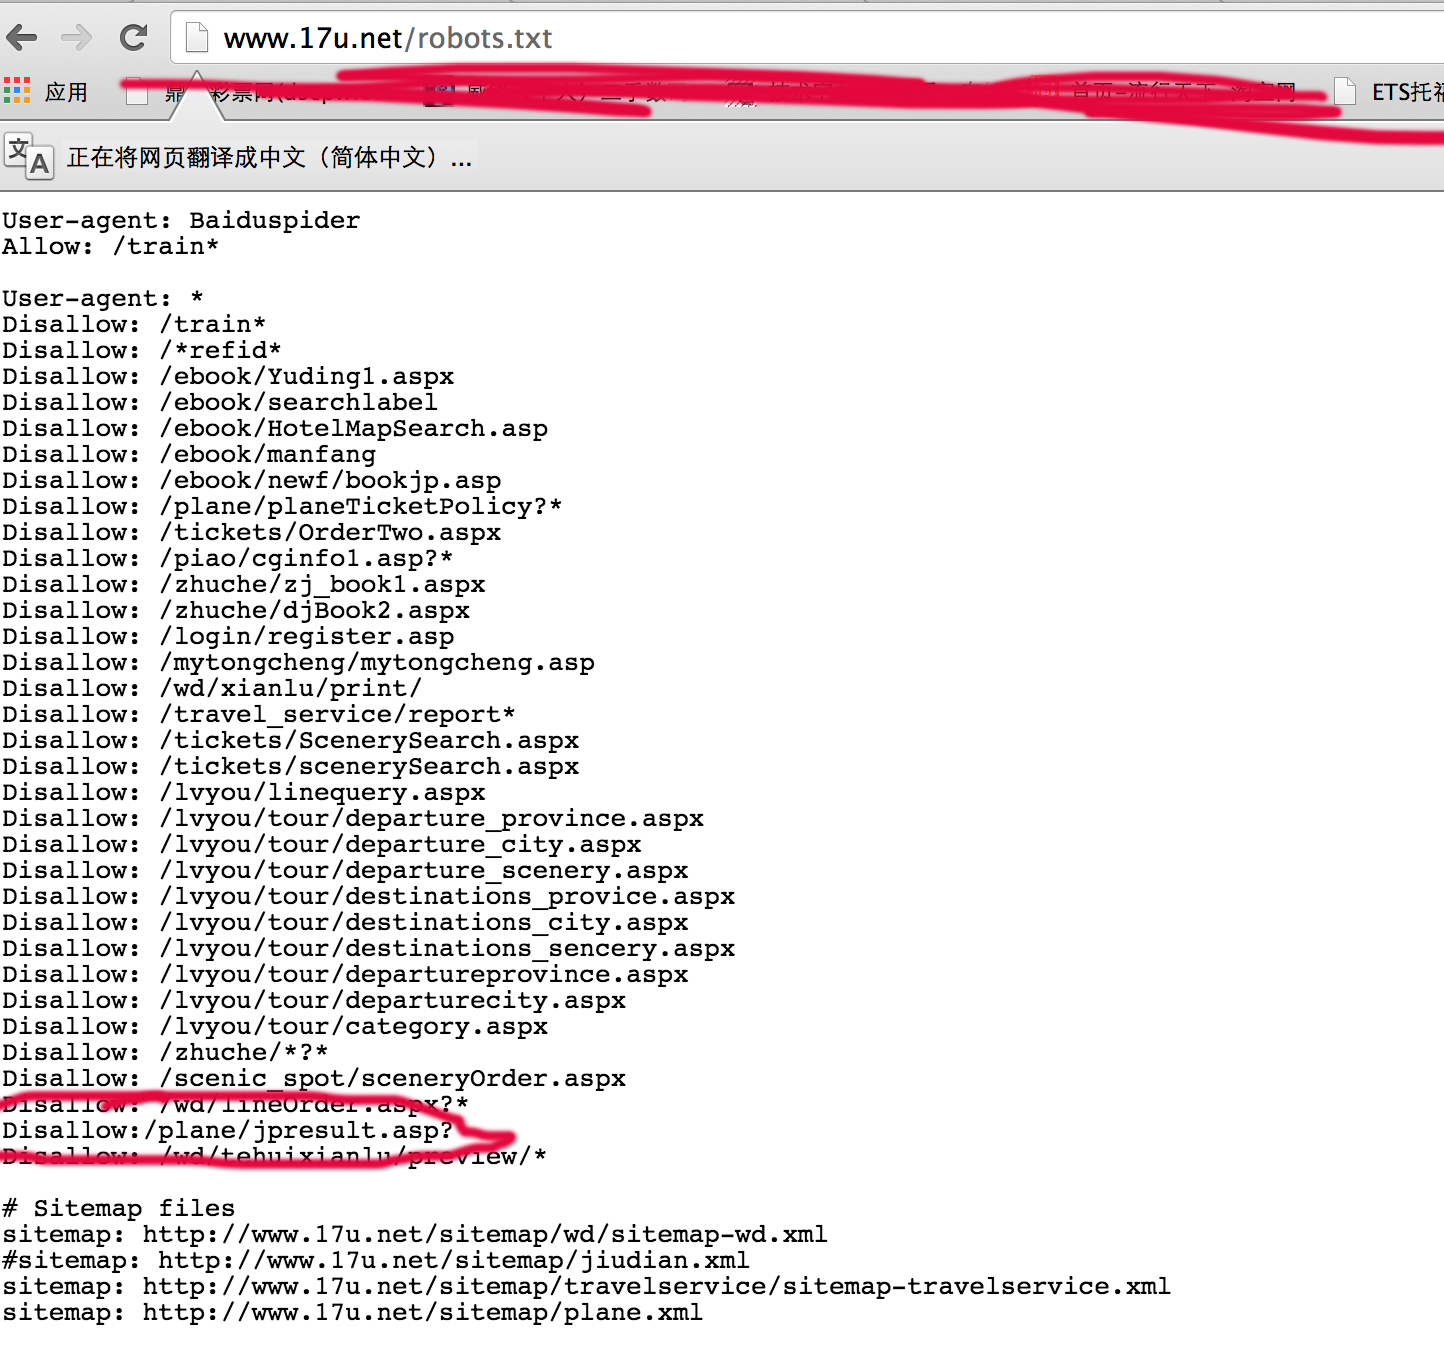 www.17u.net/robots.txt
应用
ETS托福
正在将网页翻译成中文（简体中文）...
User-agent: Baiduspider
Allow: /train*
User-agent: *
Disallow: /train*
Disallow: /*refid*
Disallow: /ebook/Yuding1.aspx
Disallow: /ebook/searchlabel
Disallow: /ebook/HotelMapSearch.asp
Disallow: /ebook/manfang
Disallow: /ebook/newf/bookjp.asp
Disallow: /plane/planeTicketPolicy?*
Disallow: /tickets/OrderTwo.aspx
Disallow: /piao/cginfo1.asp?*
Disallow: /zhuche/zj_book1.aspx
Disallow: /zhuche/djBook2.aspx
Disallow: /login/register.asp
Disallow: /mytongcheng/mytongcheng.asp
Disallow: /wd/xianlu/print/
Disallow: /travel_service/report*
Disallow: /tickets/ScenerySearch.aspx
Disallow: /tickets/scenerySearch.aspx
Disallow: /lvyou/linequery.aspx
Disallow: /lvyou/tour/departure_province.aspx
Disallow: /lvyou/tour/departure_city.aspx
Disallow: /lvyou/tour/departure_scenery.aspx
Disallow: /lvyou/tour/destinations_provice.aspx
Disallow: /lvyou/tour/destinations_city.aspx
Disallow: /lvyou/tour/destinations_sencery.aspx
Disallow: /lvyou/tour/departureprovince.aspx
Disallow: /lvyou/tour/departurecity.aspx
Disallow: /lvyou/tour/category.aspx
Disallow: /zhuche/*?*
Disallow: /scenic_spot/sceneryOrder.aspx
Disallow: /wd/lineOrder.aspx?*
Disallow:/plane/jpresult.asp?
Disallow: /wd/tehuixianlu/preview/*
# Sitemap files
sitemap: http://www.17u.net/sitemap/wd/sitemap-wd.xml
#sitemap: http://www.17u.net/sitemap/jiudian.xml
sitemap: http://www.17u.net/sitemap/travelservice/sitemap-travelservice.xml
sitemap: http://www.17u.net/sitemap/plane.xml